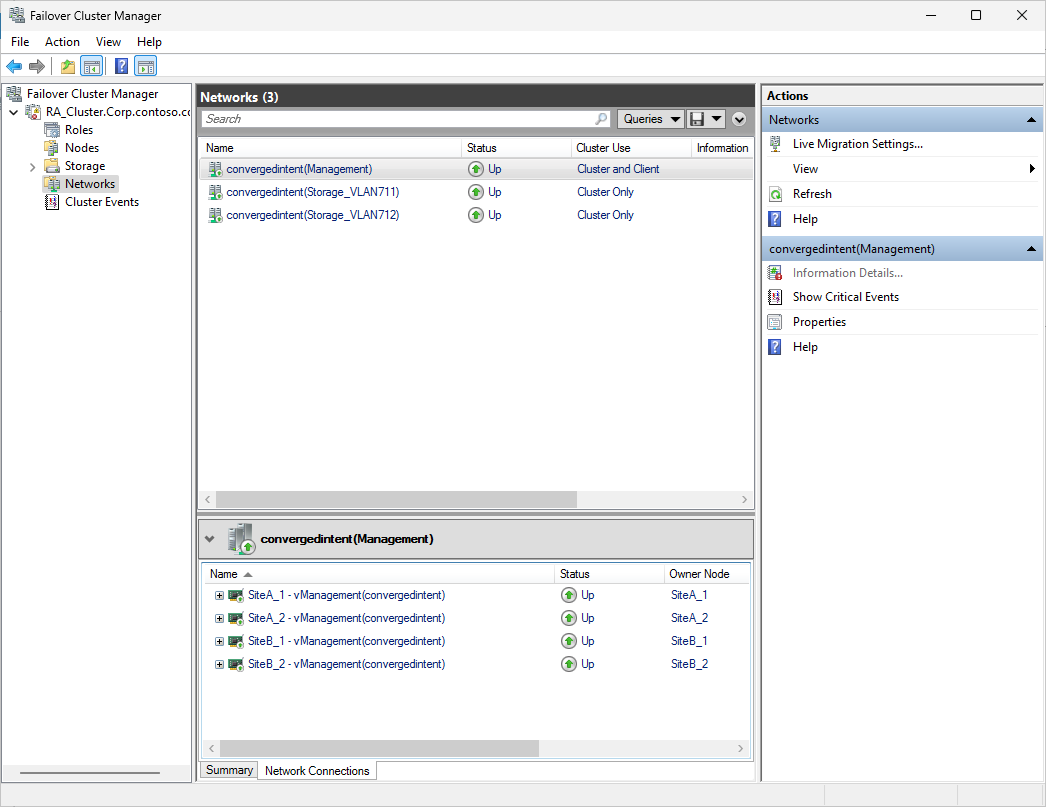 Failover Cluster Manager
File Action View Help
Failover Cluster Manager
RA_Cluster.Corp.contoso.co
Roles
Nodes
Storage
Networks
Cluster Events
Networks (3)
Search
Queries
Name Status Cluster Use Information
convergedintent(Management) Up Cluster and Client
convergedintent(Storage_VLAN711) Up Cluster Only
convergedintent(Storage_VLAN712) Up Cluster Only
convergedintent(Management)
Name Status Owner Node
SiteA_1 - vManagement(convergedintent) Up SiteA_1
SiteA_2 - vManagement(convergedintent) Up SiteA_2
SiteB_1 - vManagement(convergedintent) Up SiteB_1
SiteB_2 - vManagement(convergedintent) Up SiteB_2
Summary Network Connections
Actions
Networks
Live Migration Settings...
View
Refresh
Help
convergedintent(Management)
Information Details...
Show Critical Events
Properties
Help